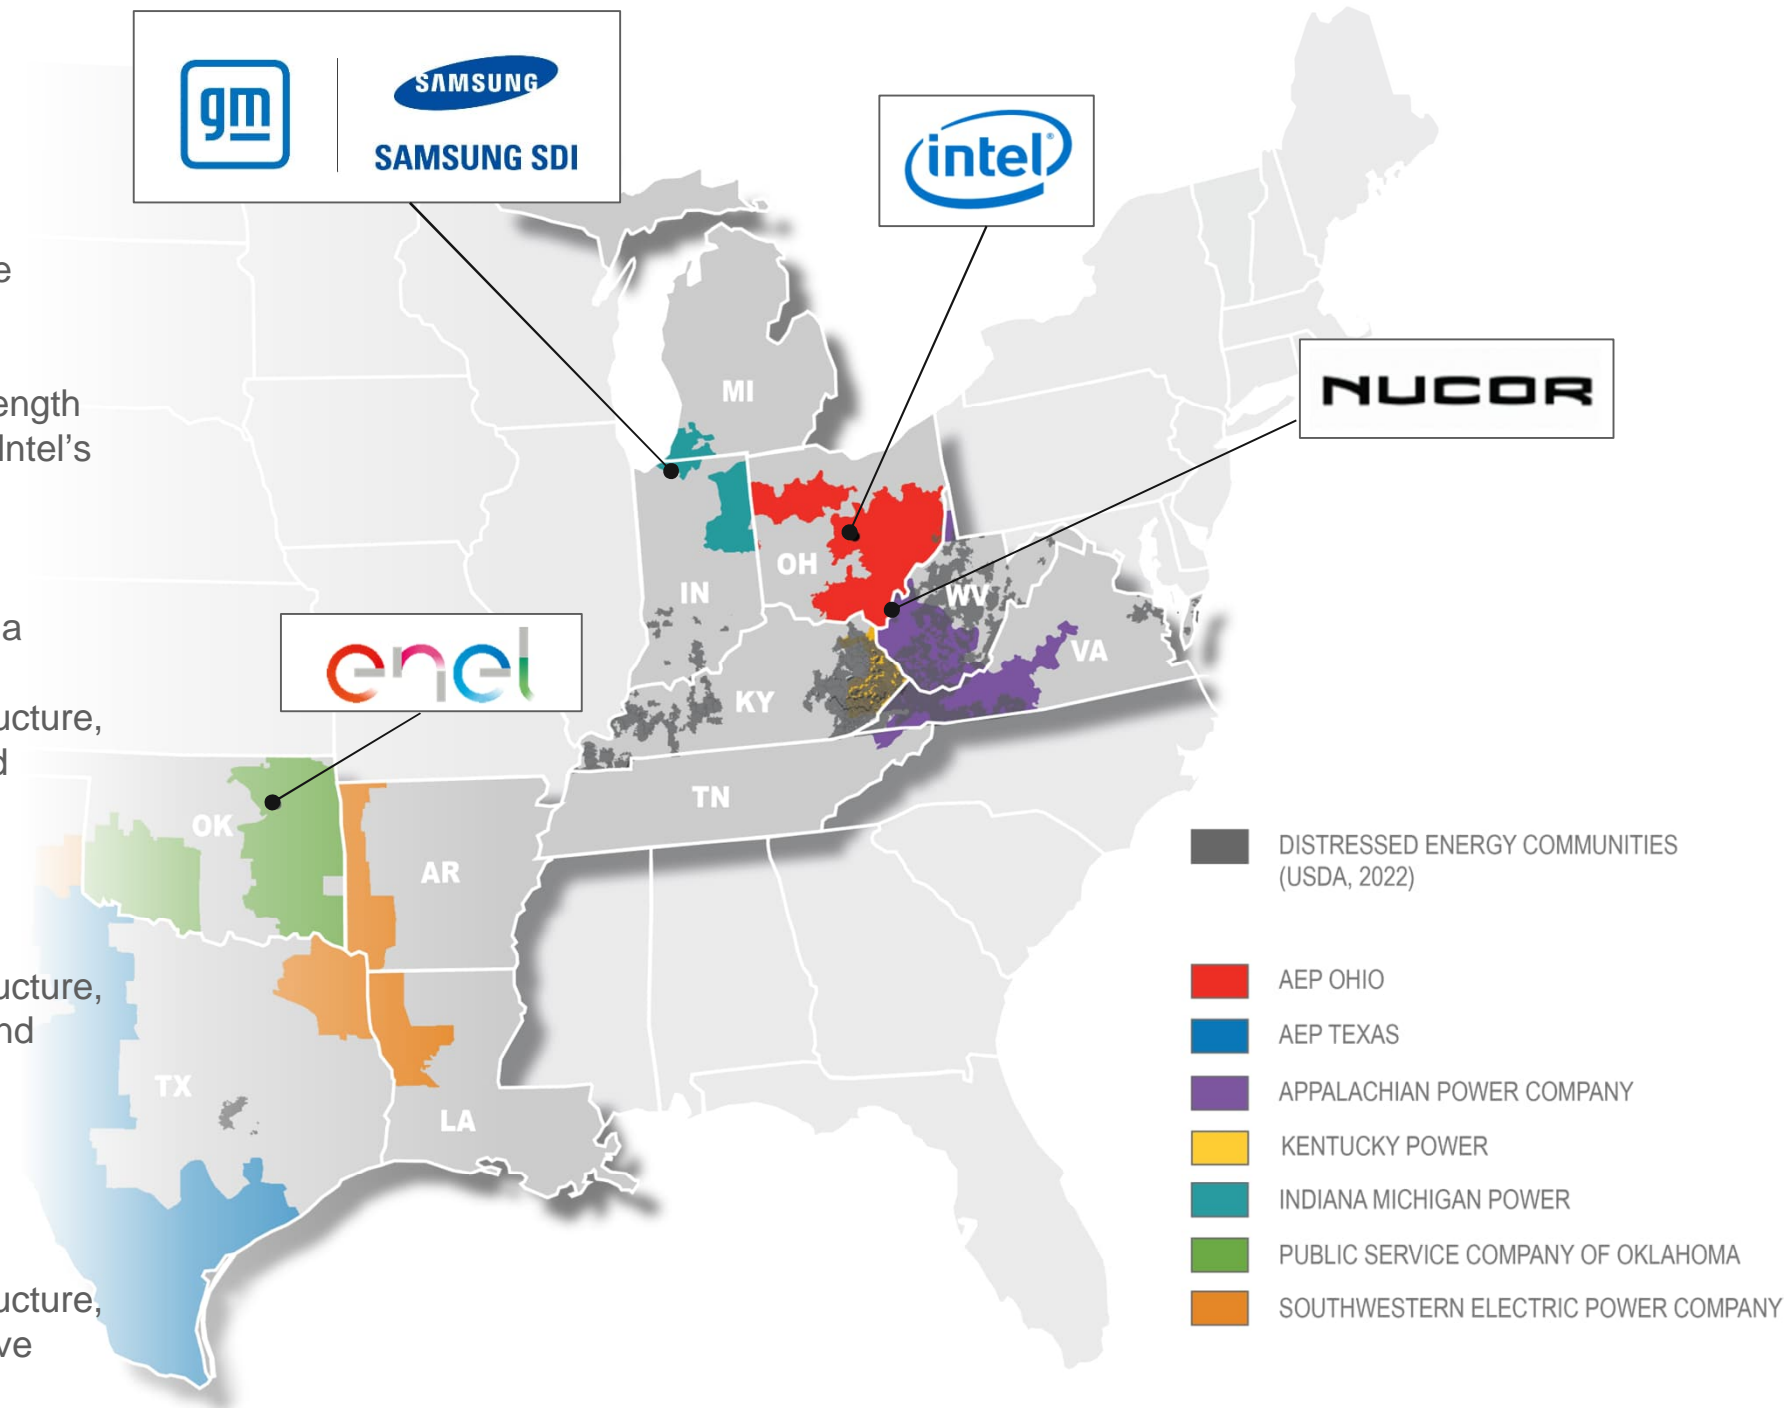 gm
SAMSUNG
SAMSUNG SDI
intel®
NUCOR
enel
e
ength
Intel's
a
ucture,
d
ucture,
nd
ucture,
ve
MI
OH
IN
WV
VA
KY
TN
OK
AR
TX
LA
DISTRESSED ENERGY COMMUNITIES
(USDA, 2022)
AEP OHIO
AEP TEXAS
APPALACHIAN POWER COMPANY
KENTUCKY POWER
INDIANA MICHIGAN POWER
PUBLIC SERVICE COMPANY OF OKLAHOMA
SOUTHWESTERN ELECTRIC POWER COMPANY